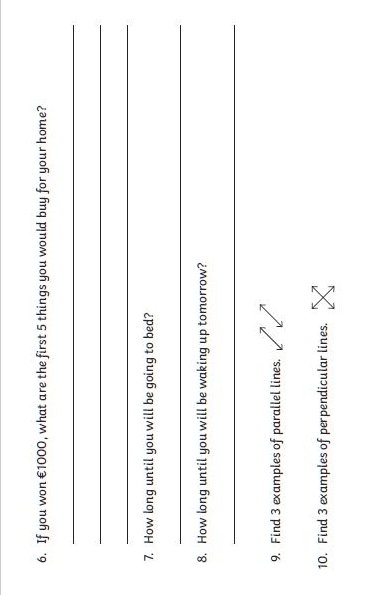 6. If you won €1000, what are the first 5 things you would buy for your home?
7. How long until you will be going to bed?
8. How long until you will be waking up tomorrow?
9. Find 3 examples of parallel lines.
10. Find 3 examples of perpendicular lines.